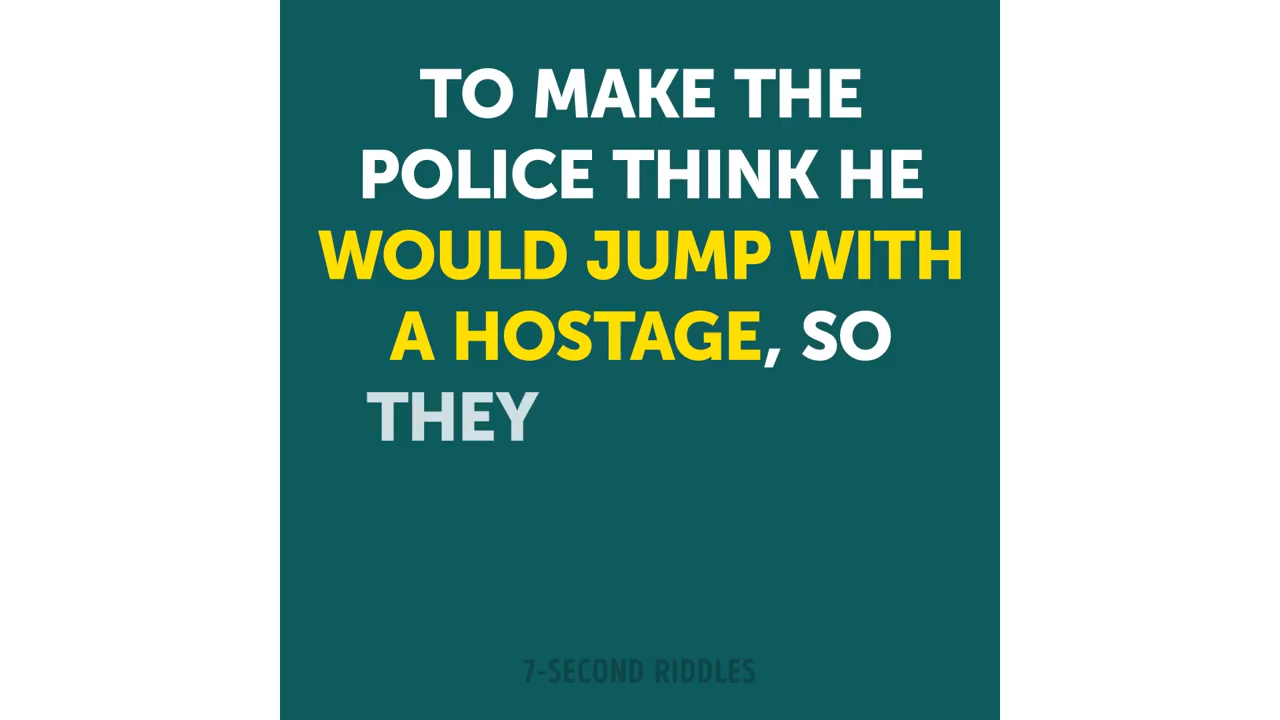 TO MAKE THE
POLICE THINK HE
WOULD JUMP WITH
A HOSTAGE, SO
THEY
7-SECOND RIDDLES